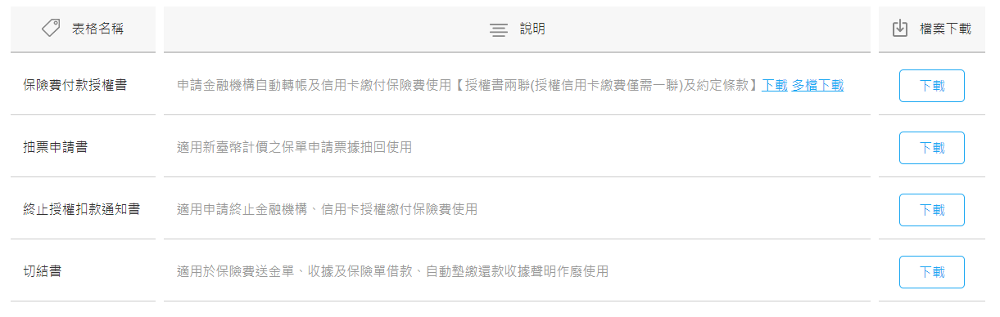 表格名稱 說明 檔案下載
保險費付款授權書 申請金融機構自動轉帳及信用卡繳付保險費使用【授權書兩聯(授權信用卡繳費僅需一聯)及約定條款】下載 多檔下載 下載
抽票申請書 適用新臺幣計價之保單申請票據抽回使用 下載
終止授權扣款通知書 適用申請終止金融機構、信用卡授權繳付保險費使用 下載
切結書 適用於保險費送金單、收據及保險單借款、自動墊繳還款收據聲明作廢使用 下載